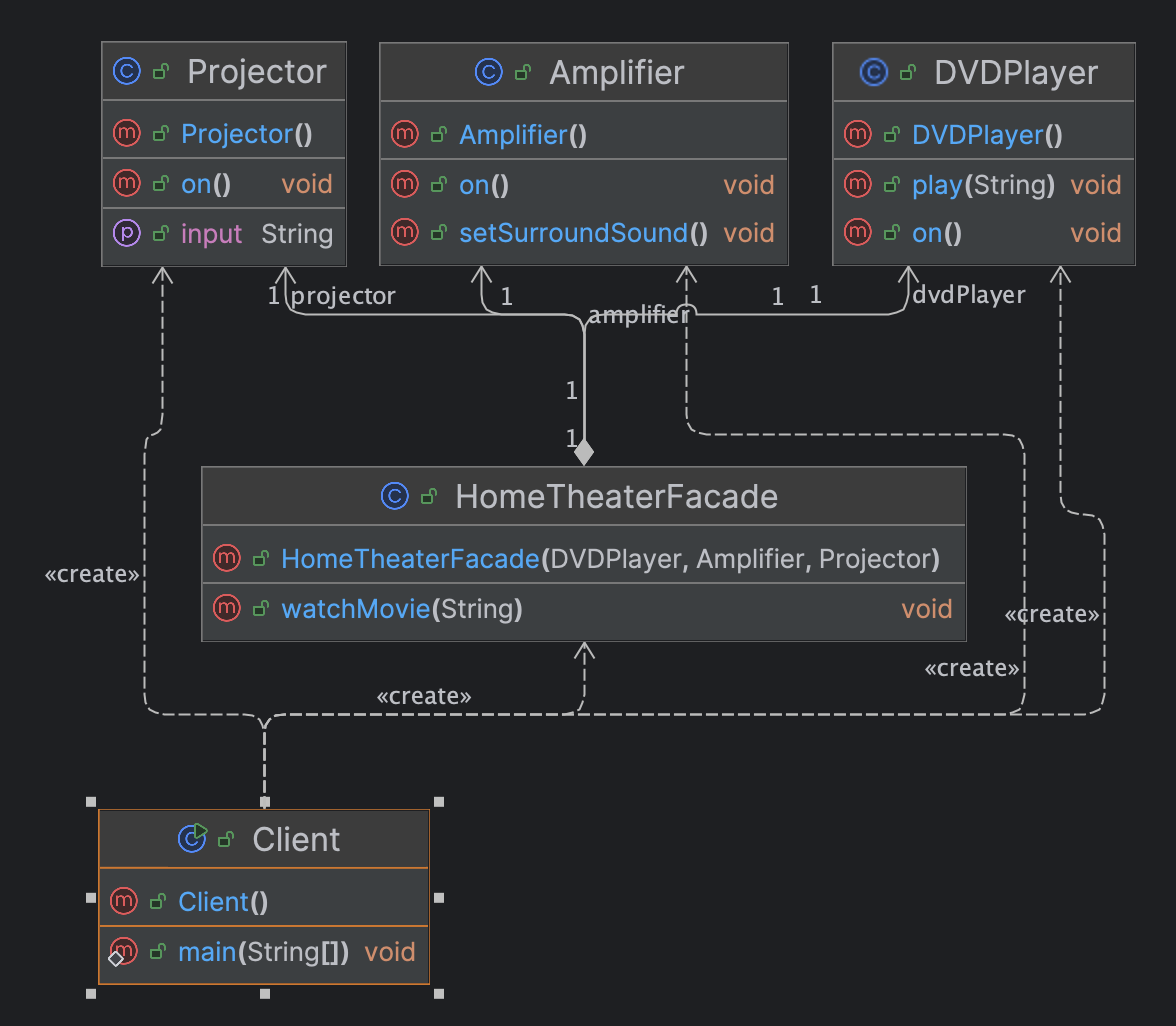 Projector
Projector()
on() void
input String
Amplifier
Amplifier()
on() void
setSurroundSound() void
DVDPlayer
DVDPlayer()
play(String) void
on() void
1 projector
1
amplifier
1
1
dvdPlayer
1
1
HomeTheaterFacade
HomeTheaterFacade(DVDPlayer, Amplifier, Projector)
watchMovie(String) void
«create»
«create»
«create»
«create»
Client
Client()
main(String[]) void